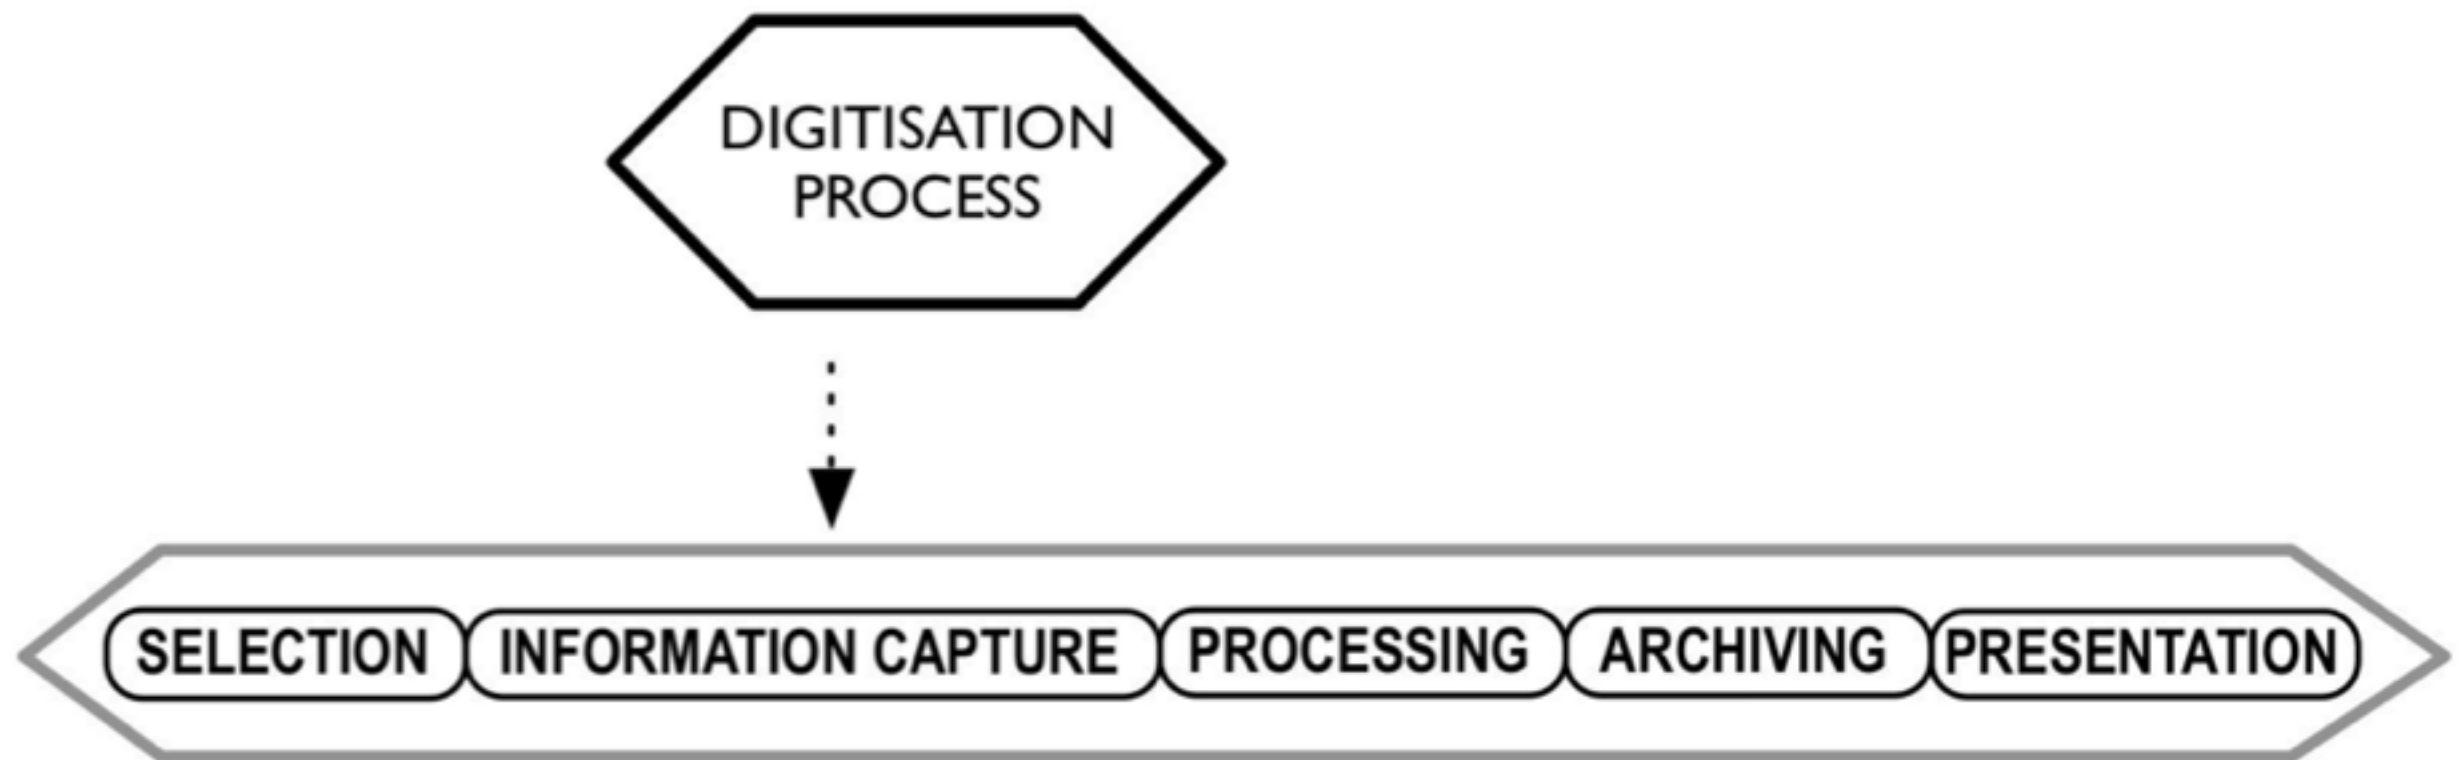 DIGITISATION
PROCESS
SELECTION INFORMATION CAPTURE PROCESSING ARCHIVING PRESENTATION